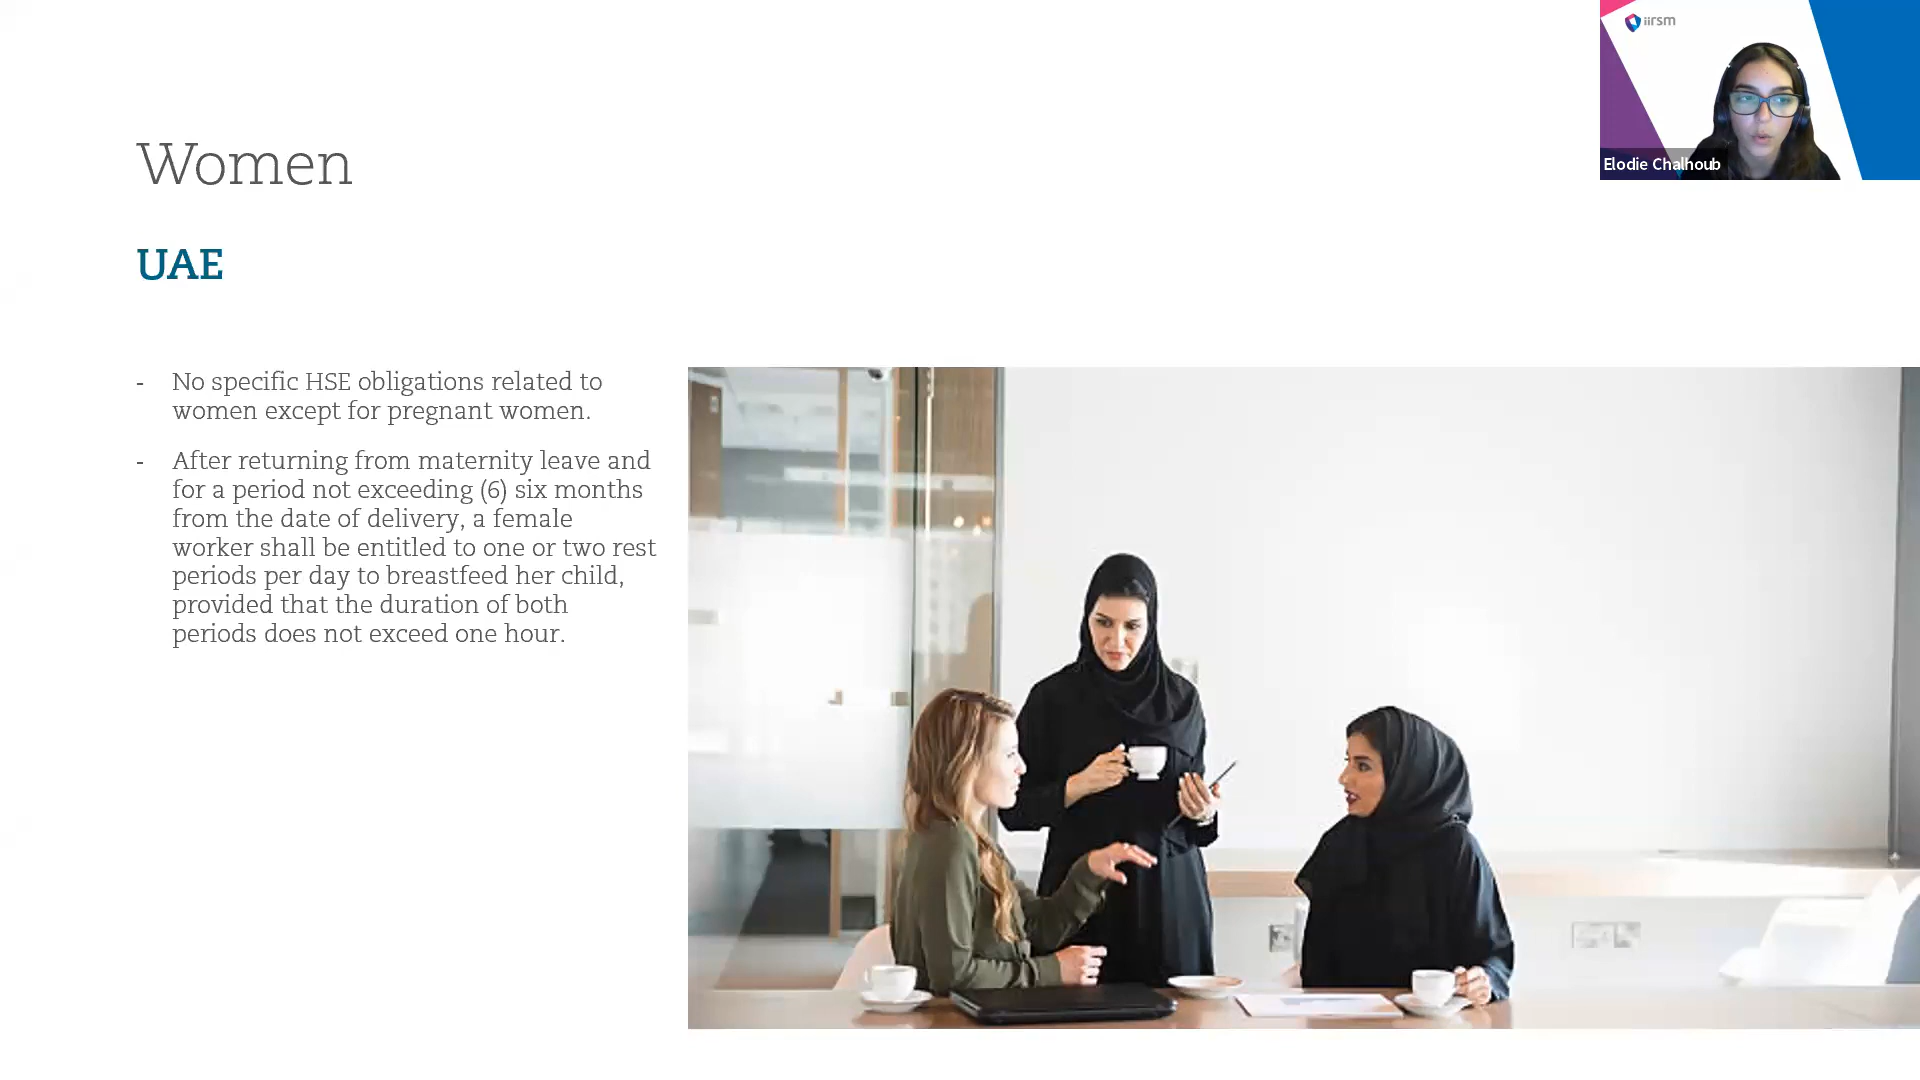 iirsm
Elodie Chalhoub
Women
UAE
- No specific HSE obligations related to
women except for pregnant women.
- After returning from maternity leave and
for a period not exceeding (6) six months
from the date of delivery, a female
worker shall be entitled to one or two rest
periods per day to breastfeed her child,
provided that the duration of both
periods does not exceed one hour.